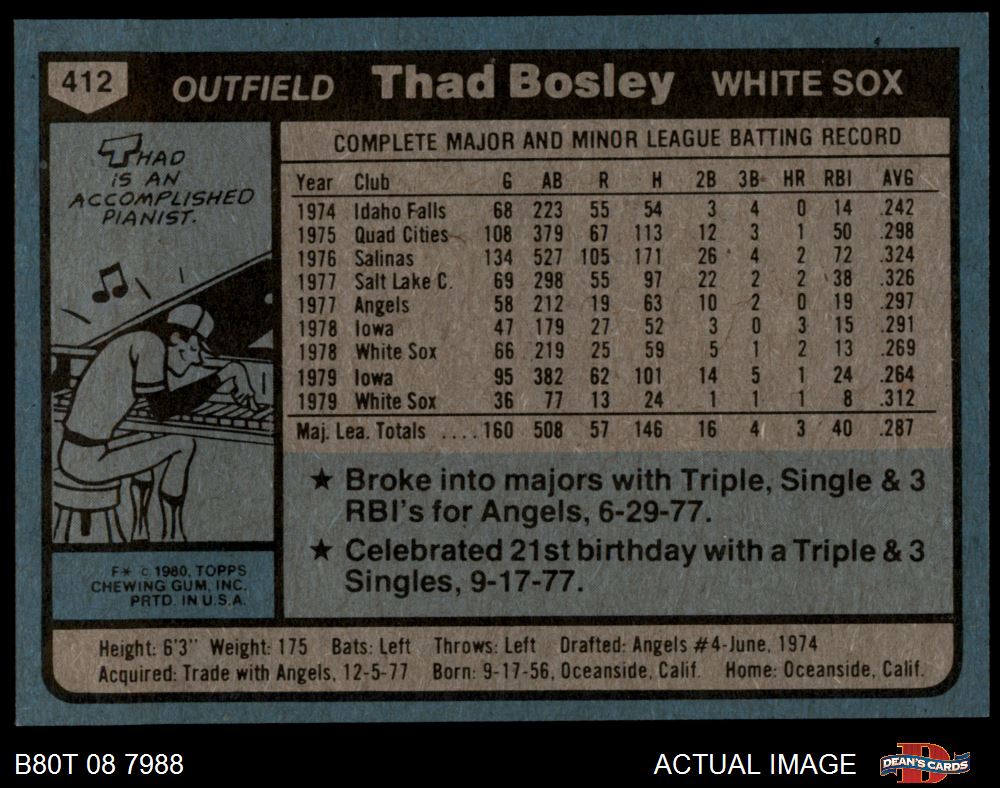 412 OUTFIELD Thad Bosley WHITE SOX
THAD
IS AN
ACCOMPLISHED
PIANIST.
COMPLETE MAJOR AND MINOR LEAGUE BATTING RECORD
Year Club G AB R H 2B 3B HR RBI AVG
1974 Idaho Falls 68 223 55 54 3 4 0 14 .242
1975 Quad Cities 108 379 67 113 12 3 1 50 .298
1976 Salinas 134 527 105 171 26 4 2 72 .324
1977 Salt Lake C. 69 298 55 97 22 2 2 38 .326
1977 Angels 58 212 19 63 10 2 0 19 .297
1978 Iowa 47 179 27 52 3 0 3 15 .291
1978 White Sox 66 219 25 59 5 1 2 13 .269
1979 Iowa 95 382 62 101 14 5 1 24 .264
1979 White Sox 36 77 13 24 1 1 1 8 .312
Maj. Lea. Totals .... 160 508 57 146 16 4 3 40 .287
★ Broke into majors with Triple, Single & 3
RBI's for Angels, 6-29-77.
★ Celebrated 21st birthday with a Triple & 3
Singles, 9-17-77.
F* © 1980, TOPPS
CHEWING GUM, INC.
PRTD. IN U.S.A.
Height: 6'3" Weight: 175 Bats: Left Throws: Left Drafted: Angels #4-June, 1974
Acquired: Trade with Angels, 12-5-77 Born: 9-17-56, Oceanside, Calif. Home: Oceanside, Calif.
B80T 08 7988 ACTUAL IMAGE DEAN'S CARDS